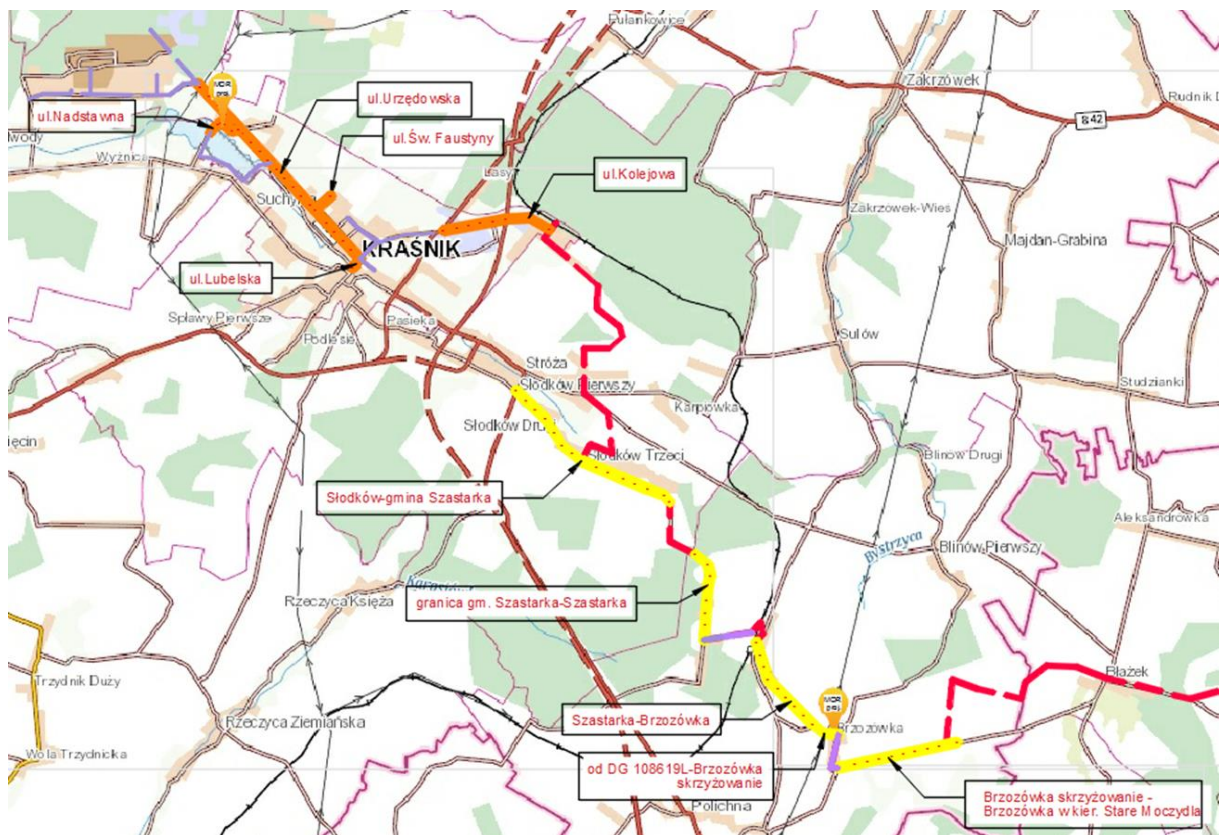 Pułankowice
Zakrzówek
Rudnik D
842
ul.Urzędowska
ul.Nadstawna
ul.Św. Faustyny
wody
Wyżnica
Lasy
ul.Kolejowa
Zakrzówek-Wieś
KRAŚNIK
Majdan-Grabina
ul.Lubelska
Spławy Pierwsze
Pasieka
Podlesie
Sulów
Stróża
Słodków Pierwszy
Studzianki
Karpiówka
ięcin
Słodków Trzeci
Blinów Drugi
Słodków-gmina Szastarka
Aleksandrówka
Bystrzyca
Blinów Pierwszy
Rzeczyca Księża
granica gm. Szastarka-Szastarka
Błażek
Trzydnik Duży
Rzeczyca Ziemiańska
Szastarka-Brzozówka
Brzozówka
Wola Trzydnicka
od DG 108619L-Brzozówka
skrzyżowanie
Brzozówka skrzyżowanie -
Brzozówka w kier. Stare Moczydła
Polichna